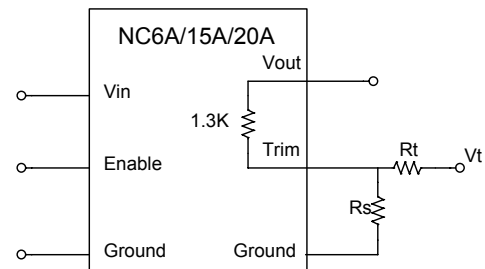 NC6A/15A/20A
Vout
Vin
1.3K
Trim
Rt
Vt
Enable
Rs
Ground
Ground